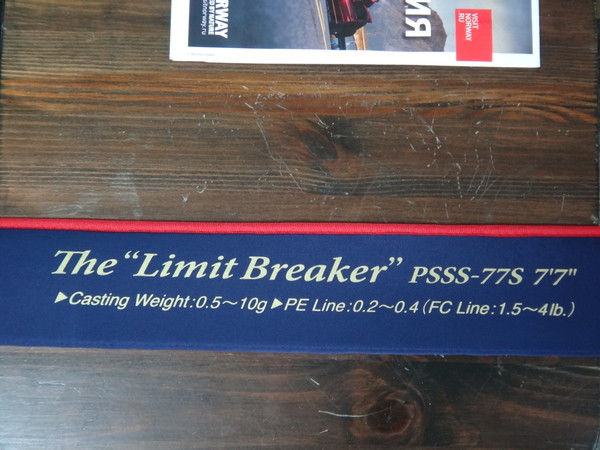 The “Limit Breaker” PSSS-77S 7'7"
▶Casting Weight:0.5～10g ▶PE Line:0.2～0.4 (FC Line:1.5～4lb.)
VISIT
NORWAY
RU